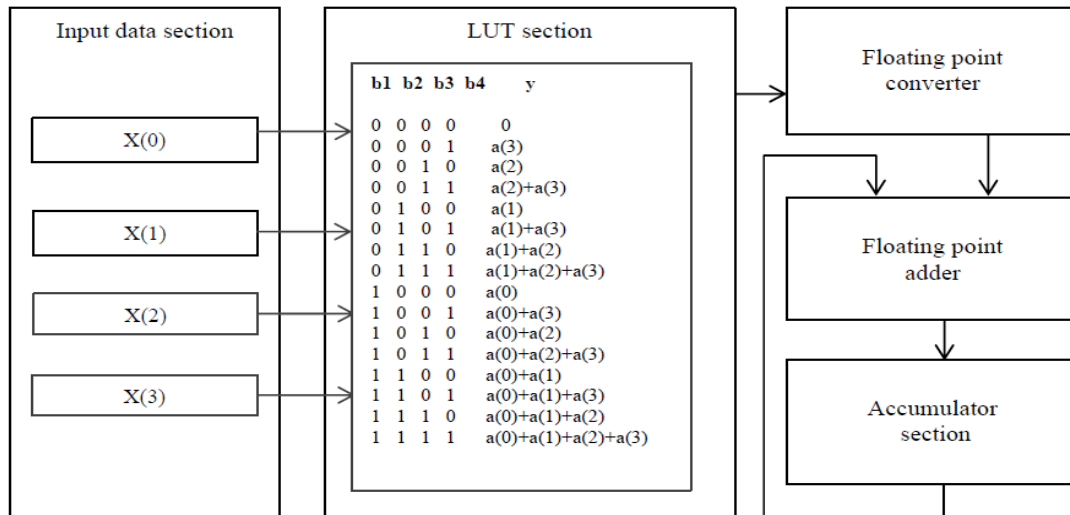 Input data section
X(0)
X(1)
X(2)
X(3)
LUT section
b1 b2 b3 b4 y
0 0 0 0 0
0 0 0 1 a(3)
0 0 1 0 a(2)
0 0 1 1 a(2)+a(3)
0 1 0 0 a(1)
0 1 0 1 a(1)+a(3)
0 1 1 0 a(1)+a(2)
0 1 1 1 a(1)+a(2)+a(3)
1 0 0 0 a(0)
1 0 0 1 a(0)+a(3)
1 0 1 0 a(0)+a(2)
1 0 1 1 a(0)+a(2)+a(3)
1 1 0 0 a(0)+a(1)
1 1 0 1 a(0)+a(1)+a(3)
1 1 1 0 a(0)+a(1)+a(2)
1 1 1 1 a(0)+a(1)+a(2)+a(3)
Floating point
converter
Floating point
adder
Accumulator
section